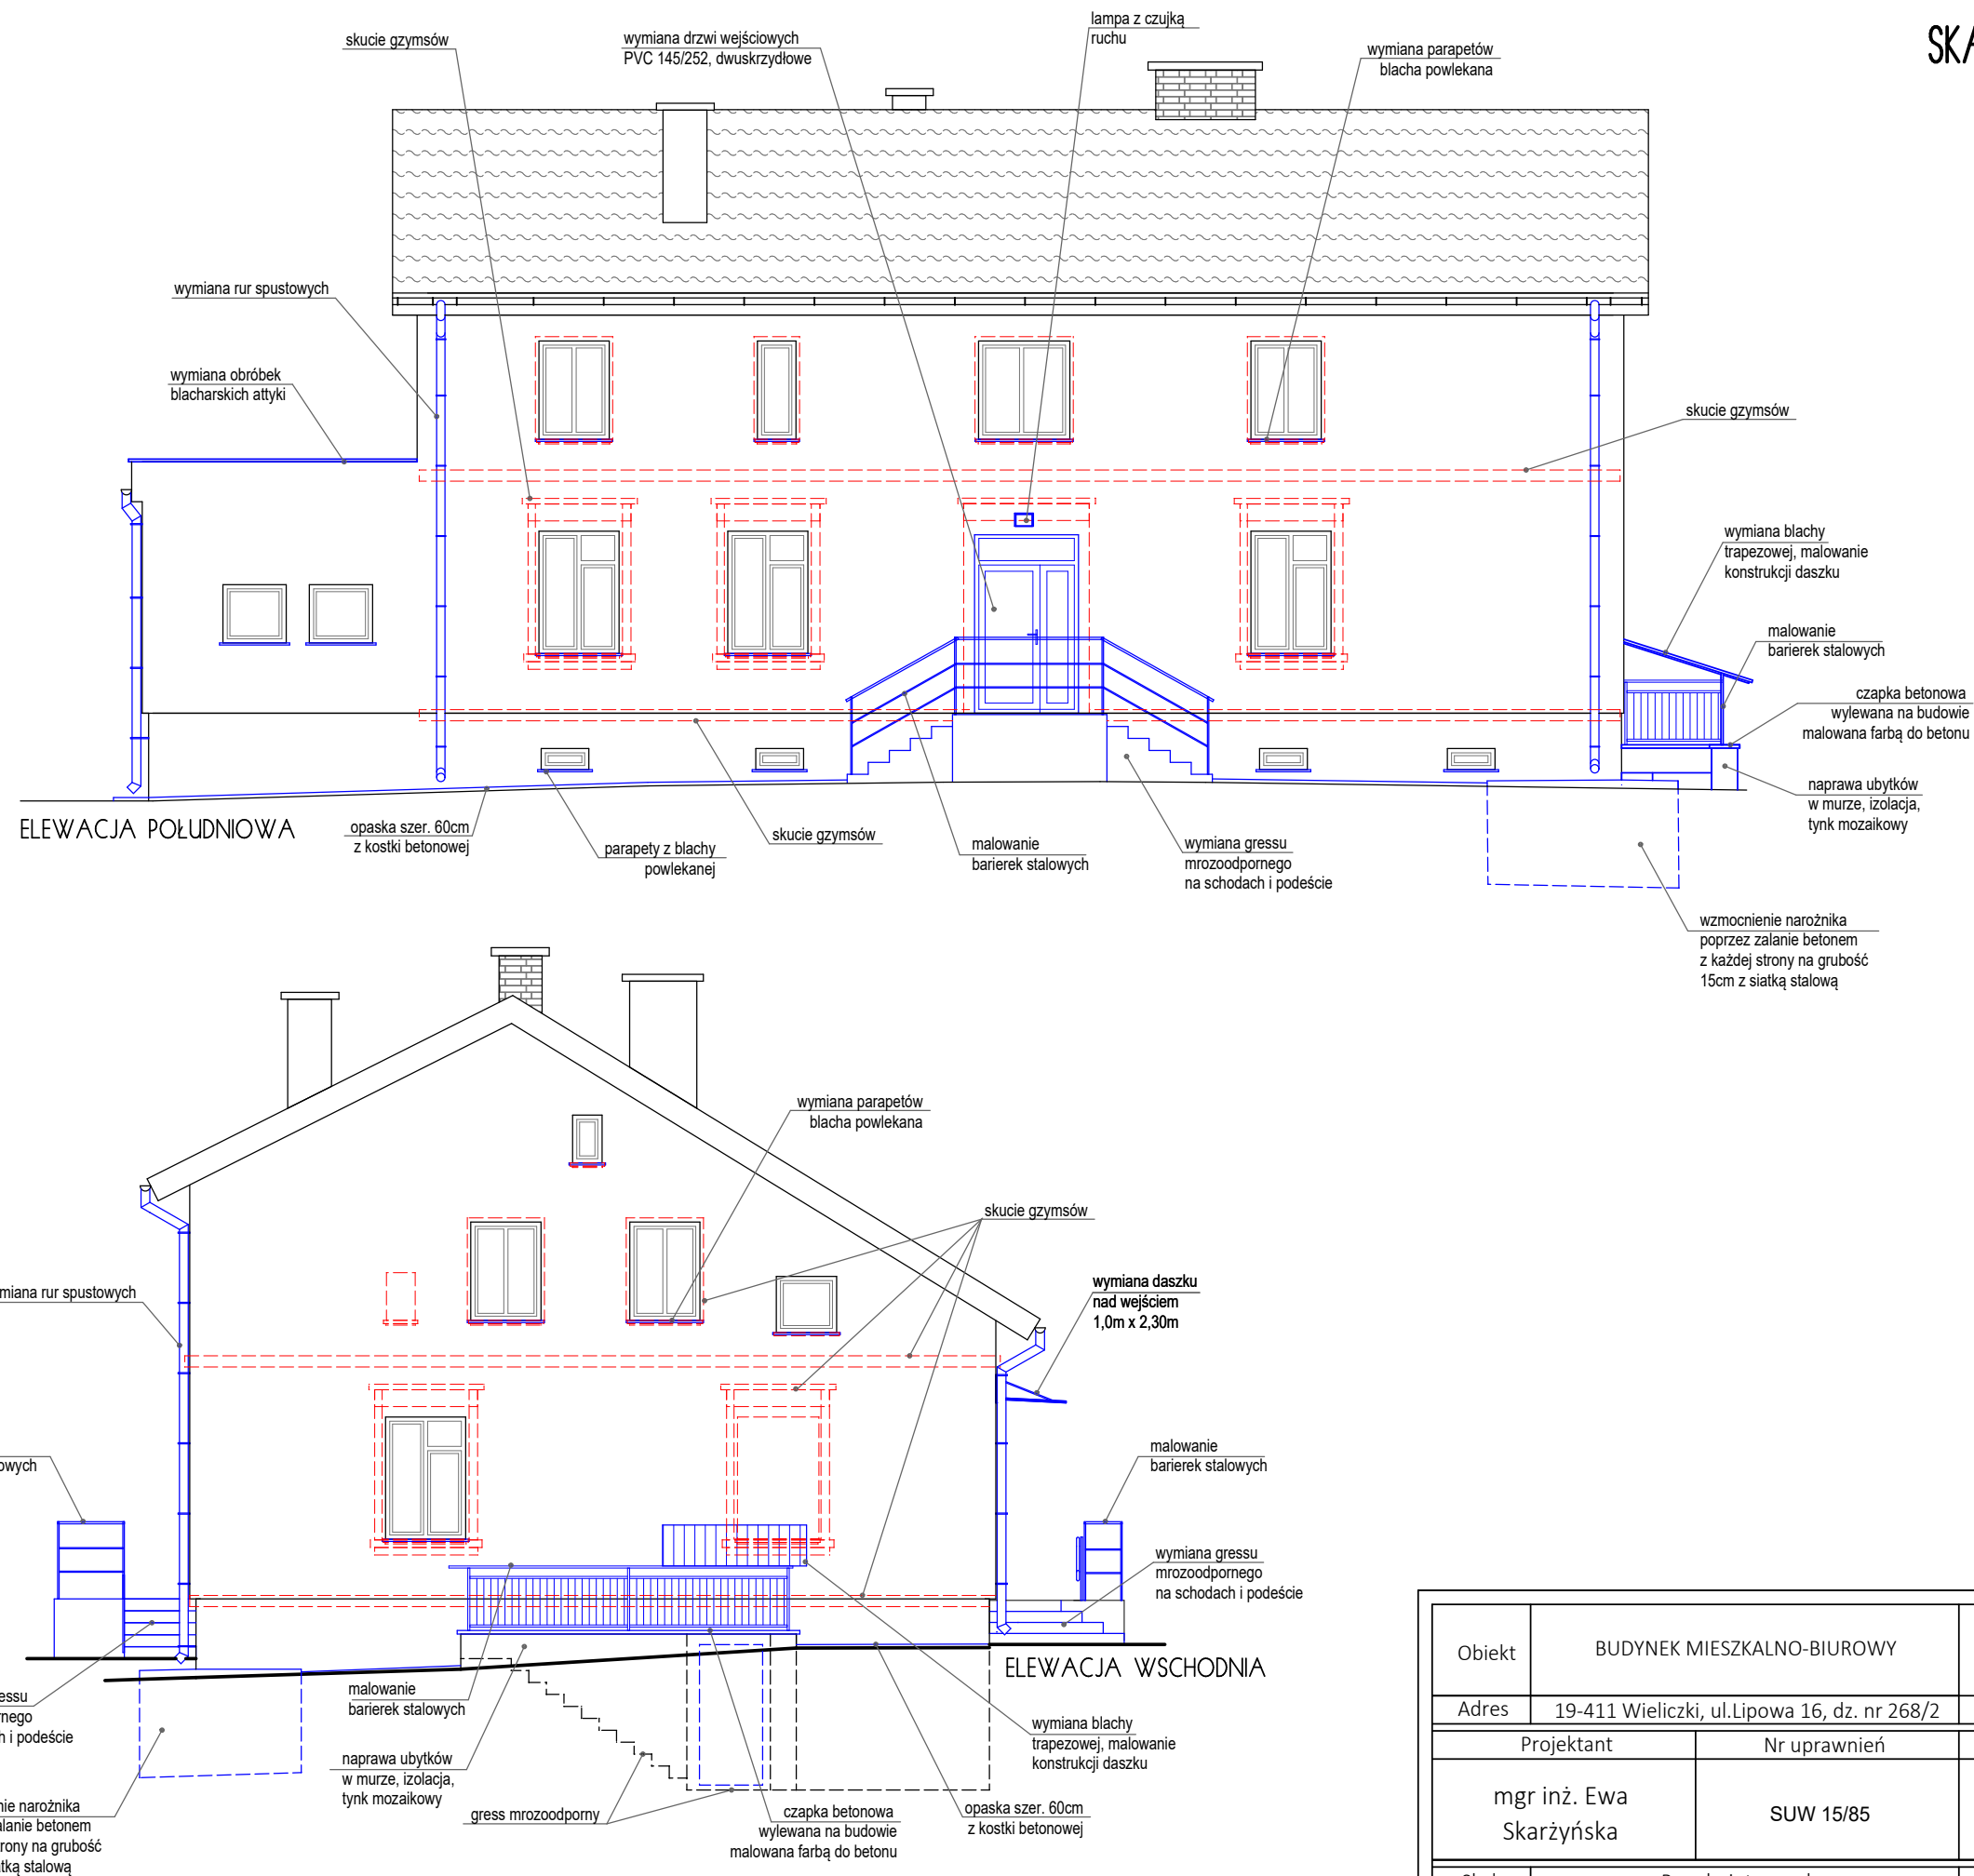 SKA
skucie gzymsów
wymiana drzwi wejściowych
PVC 145/252, dwuskrzydłowe
lampa z czujką
ruchu
wymiana parapetów
blacha powlekana
wymiana rur spustowych
wymiana obróbek
blacharskich attyki
skucie gzymsów
wymiana blachy
trapezowej, malowanie
konstrukcji daszku
malowanie
barierek stalowych
czapka betonowa
wylewana na budowie
malowana farbą do betonu
naprawa ubytków
w murze, izolacja,
tynk mozaikowy
ELEWACJA POŁUDNIOWA
opaska szer. 60cm
z kostki betonowej
parapety z blachy
powlekanej
skucie gzymsów
malowanie
barierek stalowych
wymiana gressu
mrozoodpornego
na schodach i podeście
wzmocnienie narożnika
poprzez zalanie betonem
z każdej strony na grubość
15cm z siatką stalową
wymiana parapetów
blacha powlekana
skucie gzymsów
miana rur spustowych
wymiana daszku
nad wejściem
1,0m x 2,30m
owych
malowanie
barierek stalowych
wymiana gressu
mrozoodpornego
na schodach i podeście
ELEWACJA WSCHODNIA
essu
ornego
h i podeście
malowanie
barierek stalowych
naprawa ubytków
w murze, izolacja,
tynk mozaikowy
wymiana blachy
trapezowej, malowanie
konstrukcji daszku
nie narożnika
alanie betonem
trony na grubość
atką stalową
gress mrozoodporny
czapka betonowa
wylewana na budowie
malowana farbą do betonu
opaska szer. 60cm
z kostki betonowej
Obiekt BUDYNEK MIESZKALNO-BIUROWY
Adres 19-411 Wieliczki, ul.Lipowa 16, dz. nr 268/2
Projektant Nr uprawnień
mgr inż. Ewa
Skarżyńska
SUW 15/85